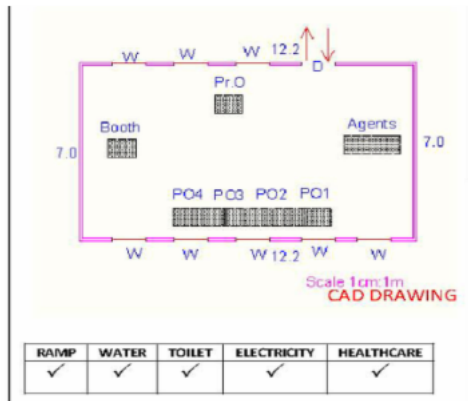 W W W 12.2
D
Pr.O
Booth Agents
7.0 7.0
PO4 PO3 PO2 PO1
W W W 12.2 W W
Scale 1cm:1m
CAD DRAWING
RAMP WATER TOILET ELECTRICITY HEALTHCARE
✓ ✓ ✓ ✓ ✓